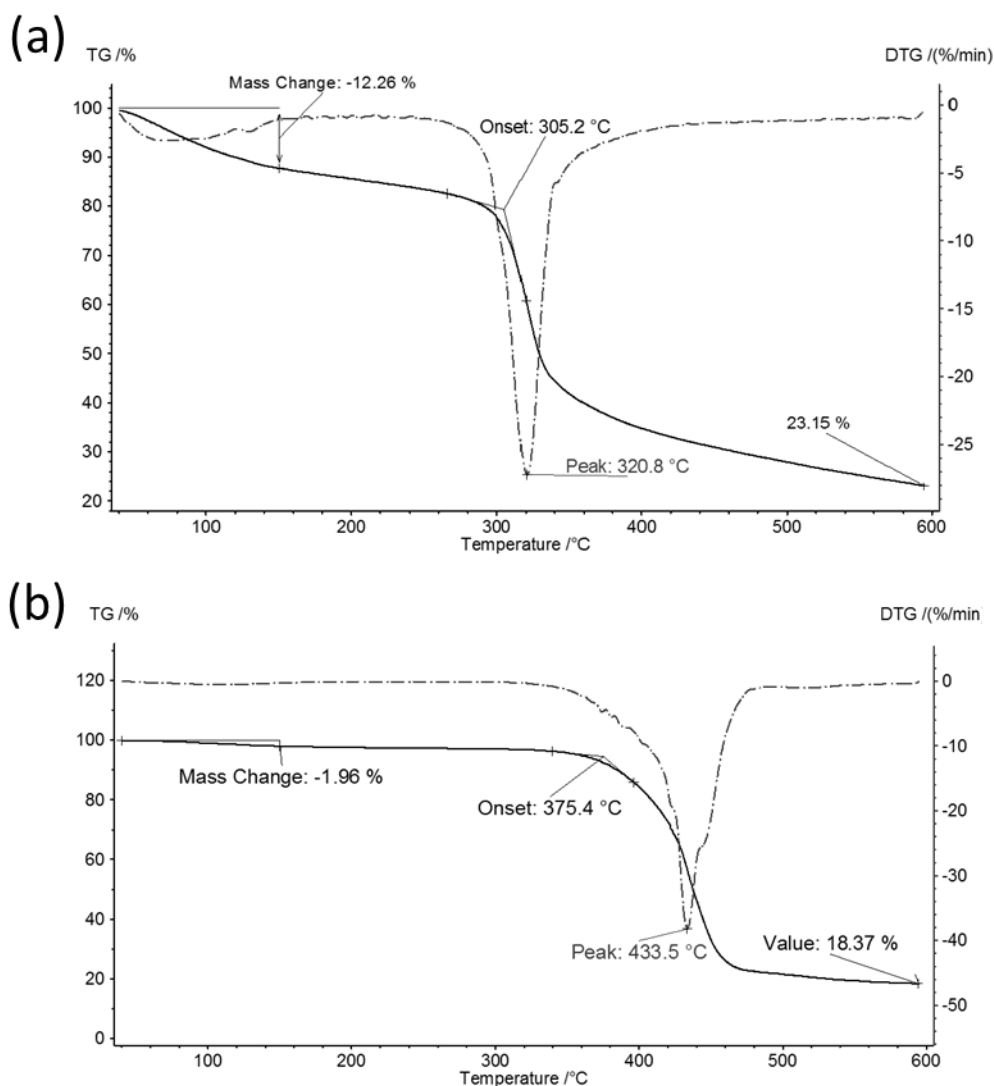 (a)
TG /%
DTG /(%/min)
Mass Change: -12.26 %
Onset: 305.2 °C
Peak: 320.8 °C
23.15 %
100
90
80
70
60
50
40
30
20
0
-5
-10
-15
-20
-25
100 200 300 400 500 600
Temperature /°C
(b)
TG /%
DTG /(%/min)
Mass Change: -1.96 %
Onset: 375.4 °C
Peak: 433.5 °C
Value: 18.37 %
120
100
80
60
40
20
0
0
-10
-20
-30
-40
-50
100 200 300 400 500 600
Temperature /°C